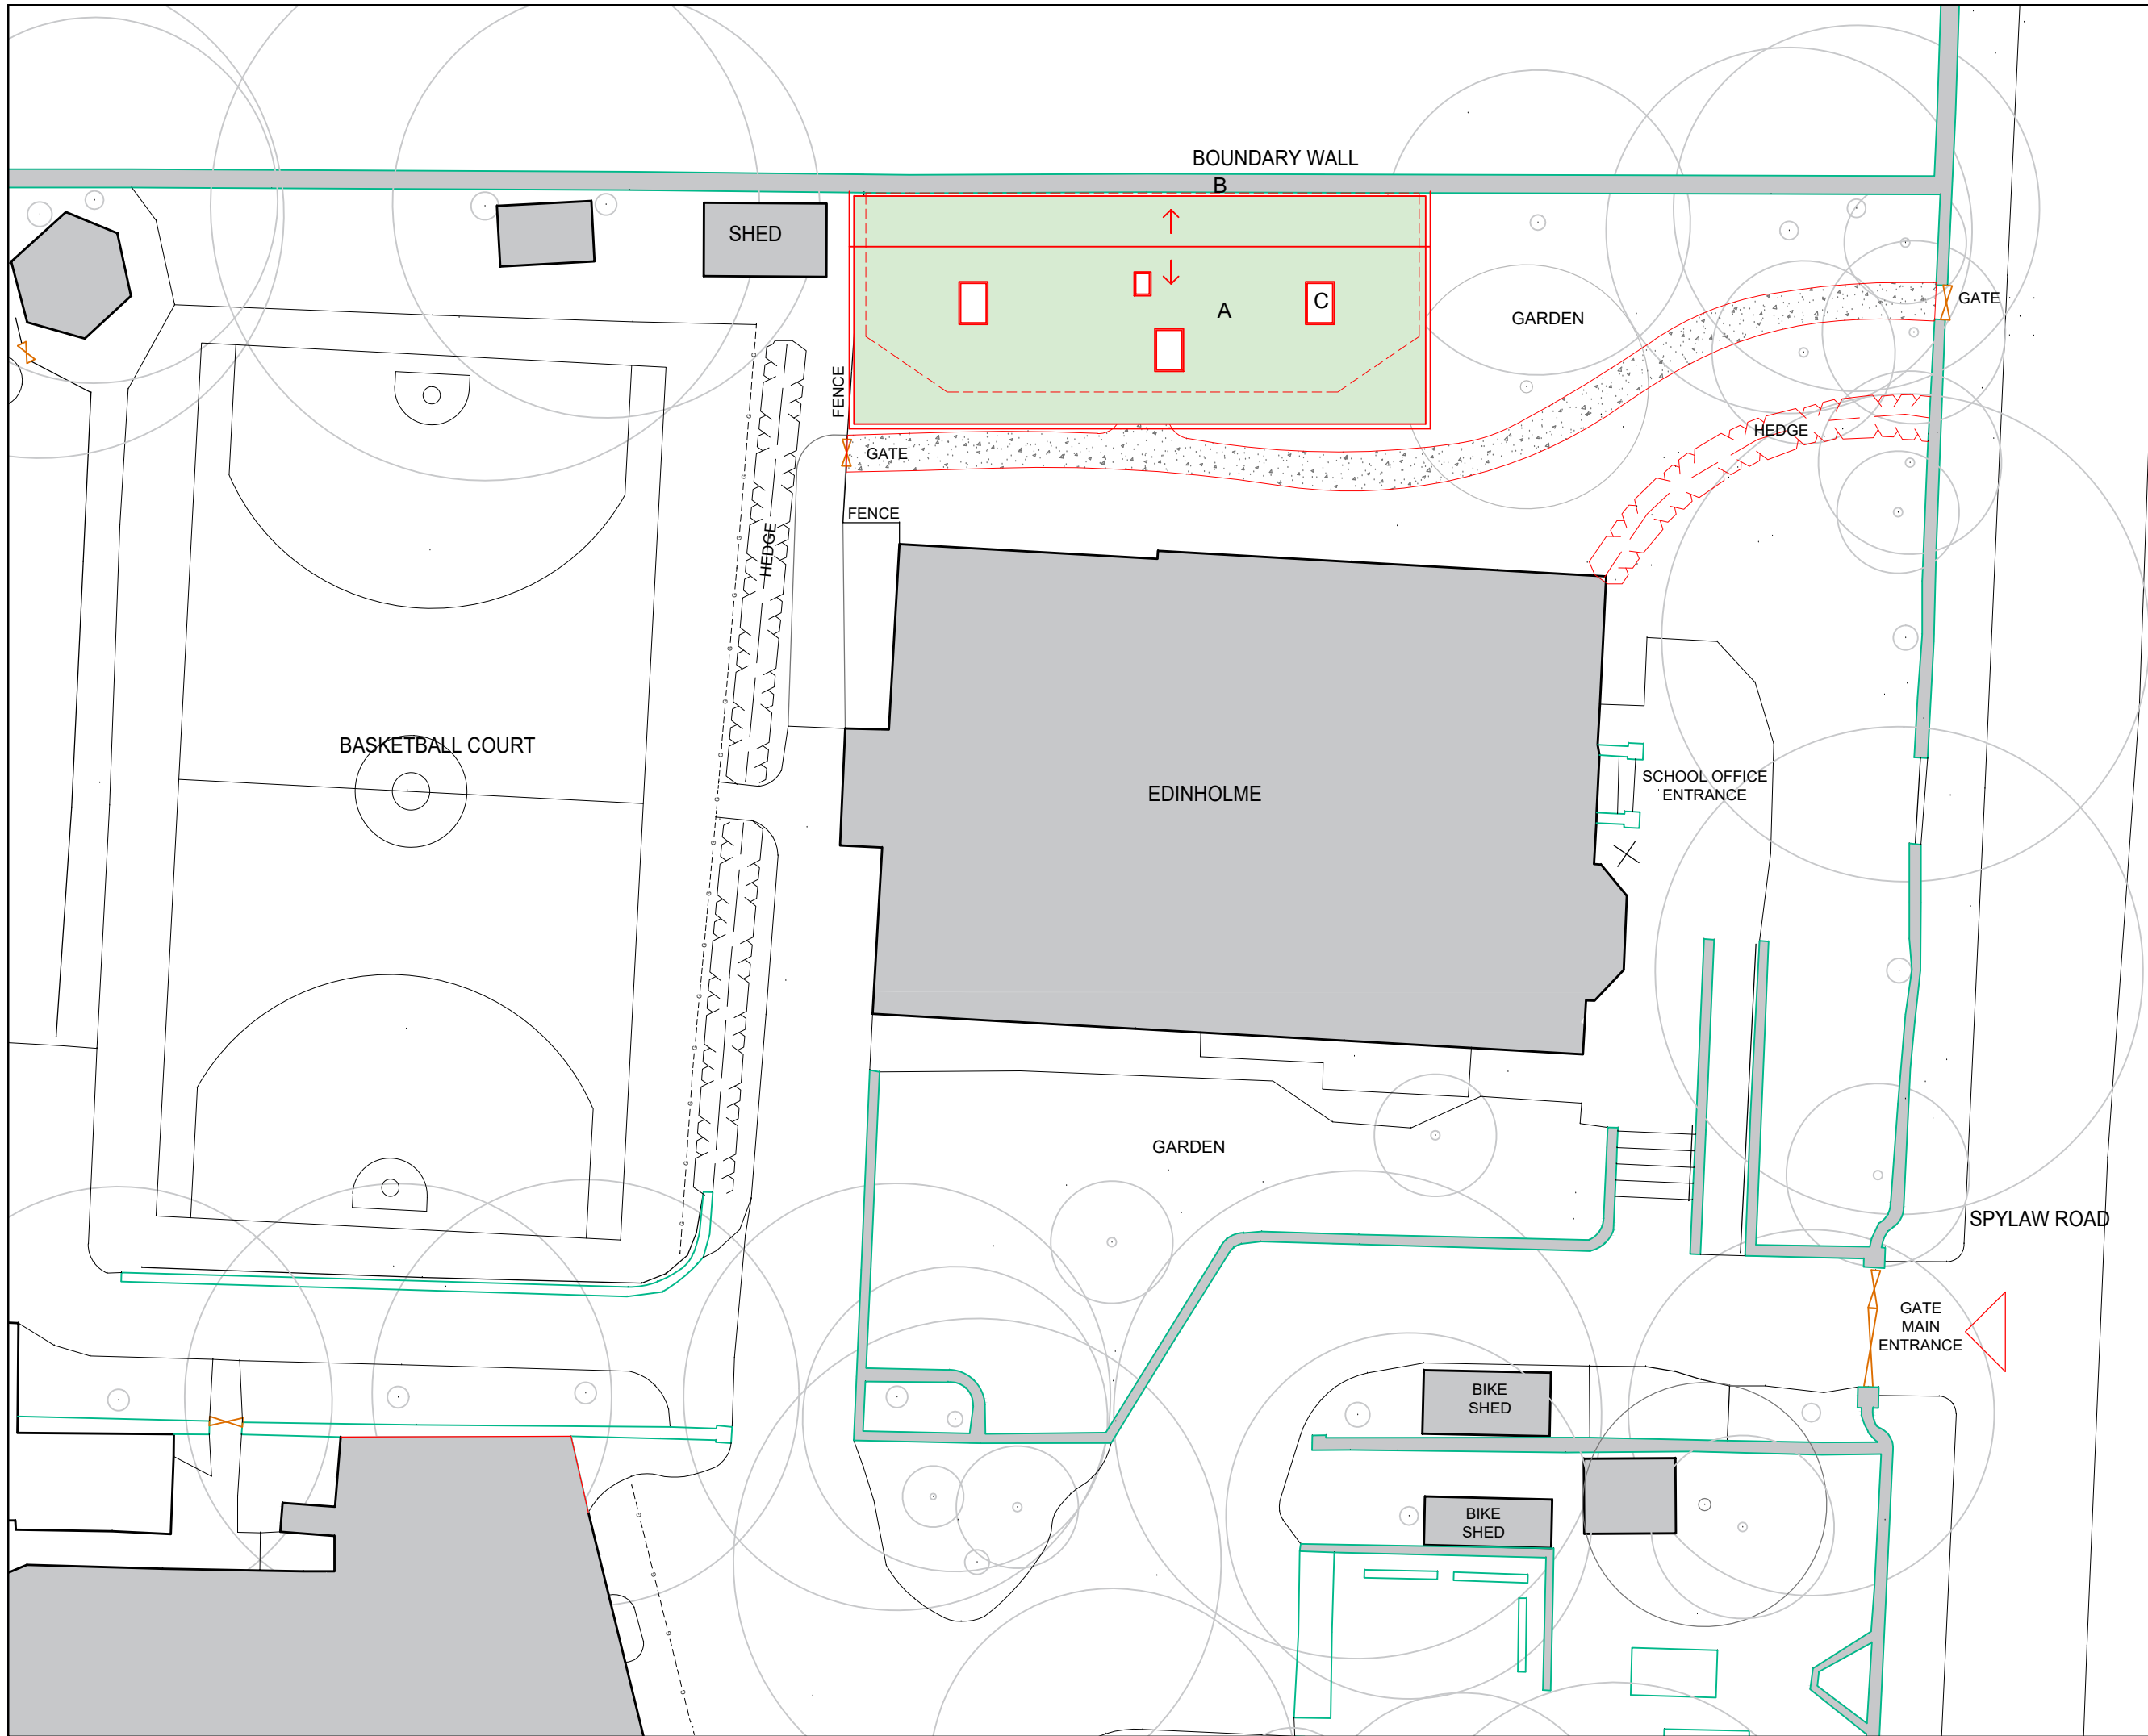 BOUNDARY WALL
B
SHED
A
C
GARDEN
GATE
FENCE
HEDGE
GATE
FENCE
HEDGE
BASKETBALL COURT
EDINHOLME
SCHOOL OFFICE
ENTRANCE
GARDEN
SPYLAW ROAD
GATE
MAIN
ENTRANCE
BIKE
SHED
BIKE
SHED